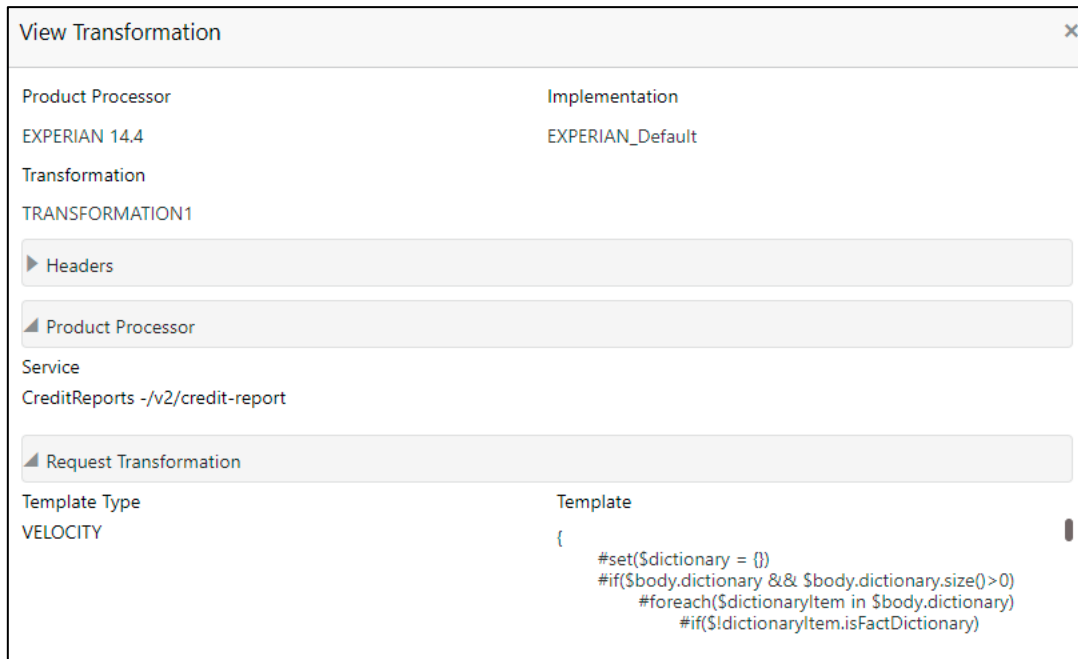 View Transformation ×
Product Processor Implementation
EXPERIAN 14.4 EXPERIAN_Default
Transformation
TRANSFORMATION1
Headers
Product Processor
Service
CreditReports -/v2/credit-report
Request Transformation
Template Type Template
VELOCITY {
#set($dictionary = {})
#if($body.dictionary && $body.dictionary.size()>0)
#foreach($dictionaryItem in $body.dictionary)
#if($!dictionaryItem.isFactDictionary)